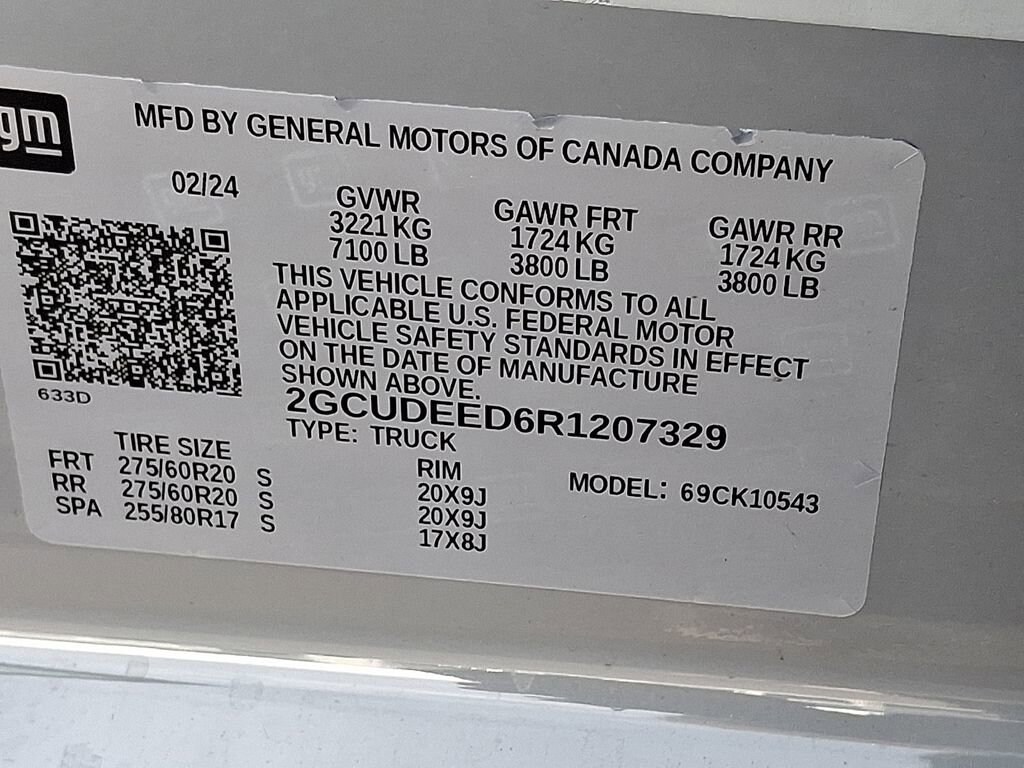 gm
MFD BY GENERAL MOTORS OF CANADA COMPANY
02/24
GVWR GAWR FRT GAWR RR
3221 KG 1724 KG 1724 KG
7100 LB 3800 LB 3800 LB
THIS VEHICLE CONFORMS TO ALL
APPLICABLE U.S. FEDERAL MOTOR
VEHICLE SAFETY STANDARDS IN EFFECT
ON THE DATE OF MANUFACTURE
SHOWN ABOVE.
633D
2GCUDEED6R1207329
TYPE: TRUCK
TIRE SIZE RIM MODEL: 69CK10543
FRT 275/60R20 S 20X9J
RR 275/60R20 S 20X9J
SPA 255/80R17 S 17X8J